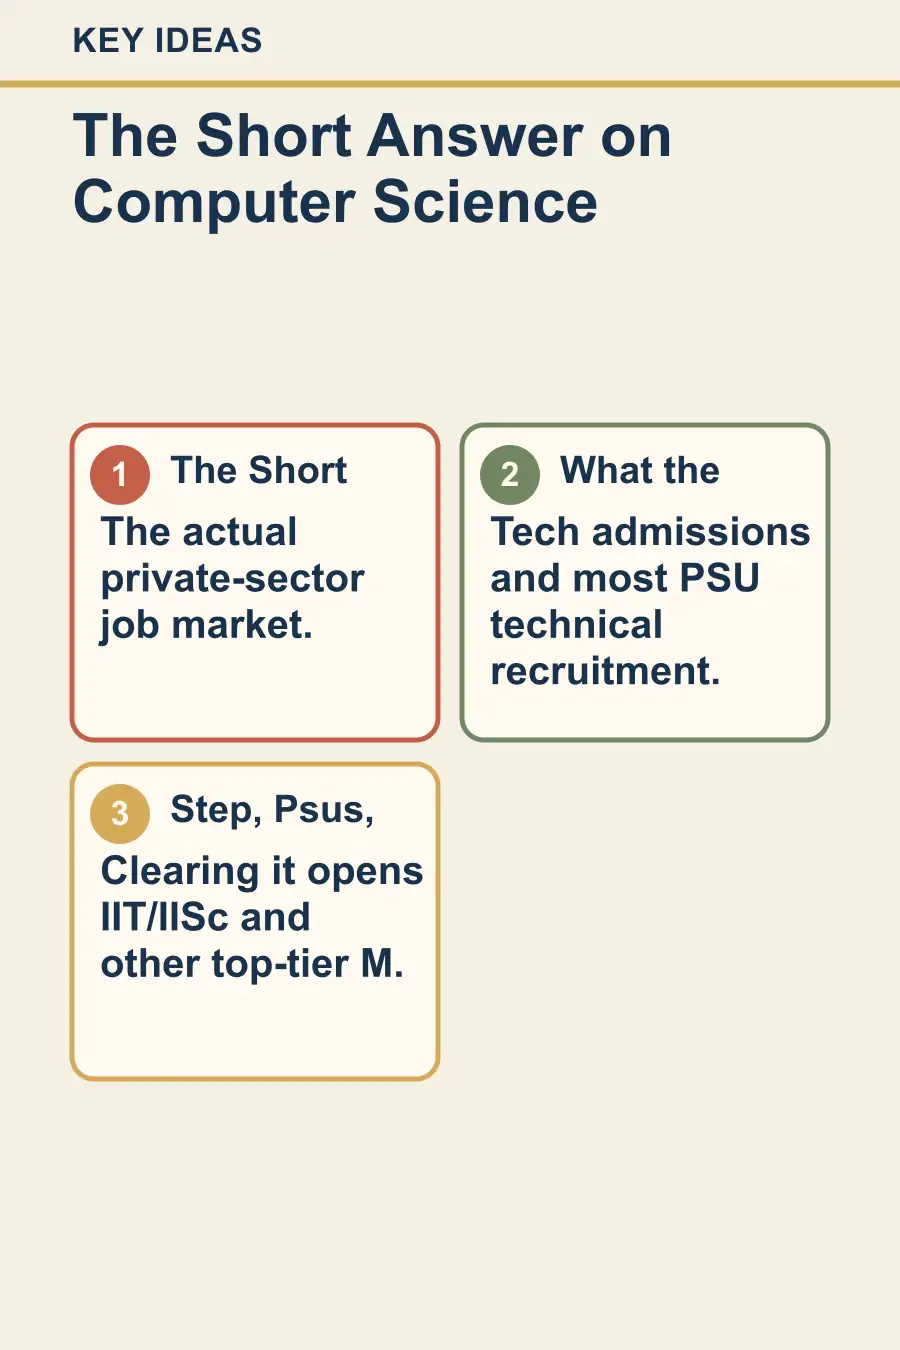 KEY IDEAS
The Short Answer on
Computer Science
1 The Short
The actual
private-sector
job market.
2 What the
Tech admissions
and most PSU
technical
recruitment.
3 Step, Psus,
Clearing it opens
IIT/IISc and
other top-tier M.